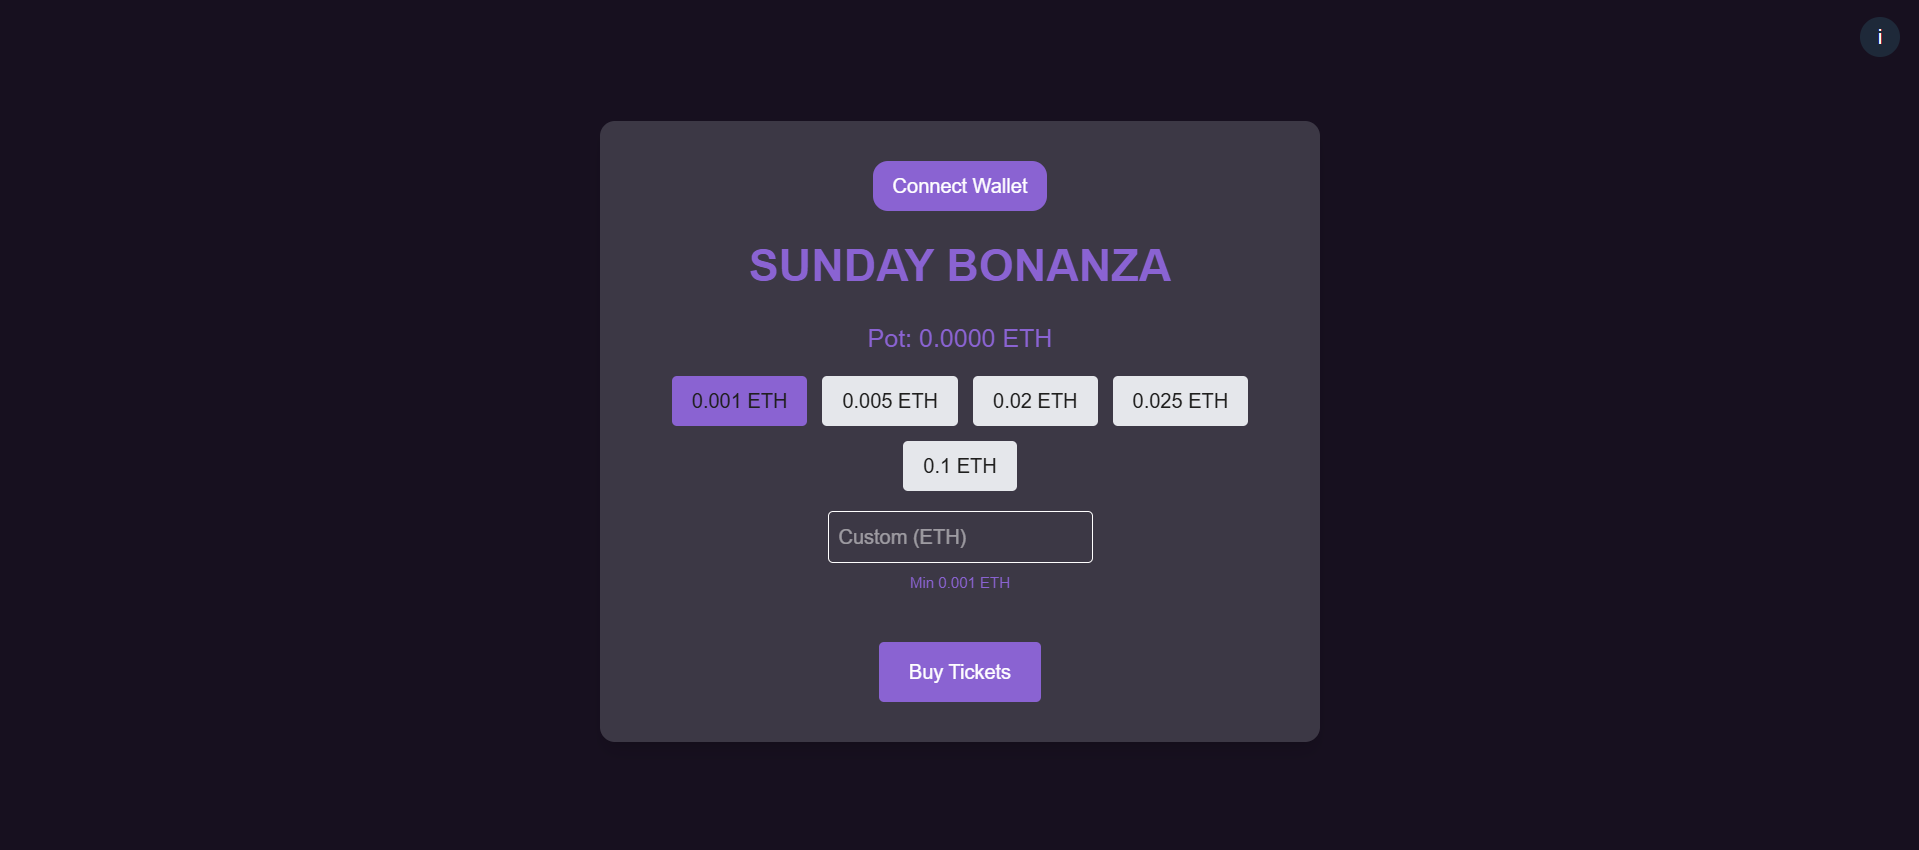 i
Connect Wallet
SUNDAY BONANZA
Pot: 0.0000 ETH
0.001 ETH 0.005 ETH 0.02 ETH 0.025 ETH
0.1 ETH
Custom (ETH)
Min 0.001 ETH
Buy Tickets